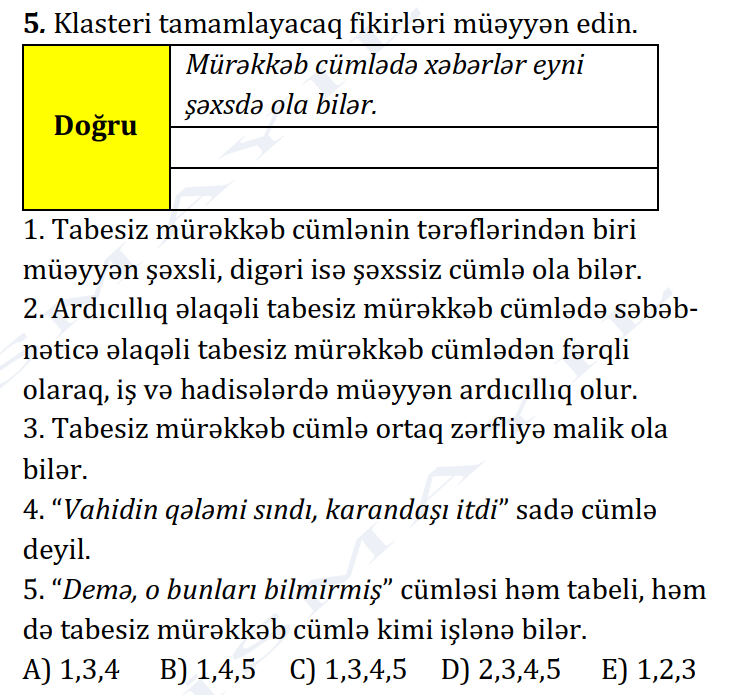 5. Klasteri tamamlayacaq fikirləri müəyyən edin.
Mürəkkəb cümlədə xəbərlər eyni
şəxsdə ola bilər.
Doğru
1. Tabesiz mürəkkəb cümlənin tərəflərindən biri
müəyyən şəxsli, digəri isə şəxssiz cümlə ola bilər.
2. Ardıcıllıq əlaqəli tabesiz mürəkkəb cümlədə səbəb-
nəticə əlaqəli tabesiz mürəkkəb cümlədən fərqli
olaraq, iş və hadisələrdə müəyyən ardıcıllıq olur.
3. Tabesiz mürəkkəb cümlə ortaq zərfliyə malik ola
bilər.
4. “Vahidin qələmi sındı, karandaşı itdi” sadə cümlə
deyil.
5. “Demə, o bunları bilmirmiş” cümləsi həm tabeli, həm
də tabesiz mürəkkəb cümlə kimi işlənə bilər.
A) 1,3,4 B) 1,4,5 C) 1,3,4,5 D) 2,3,4,5 E) 1,2,3